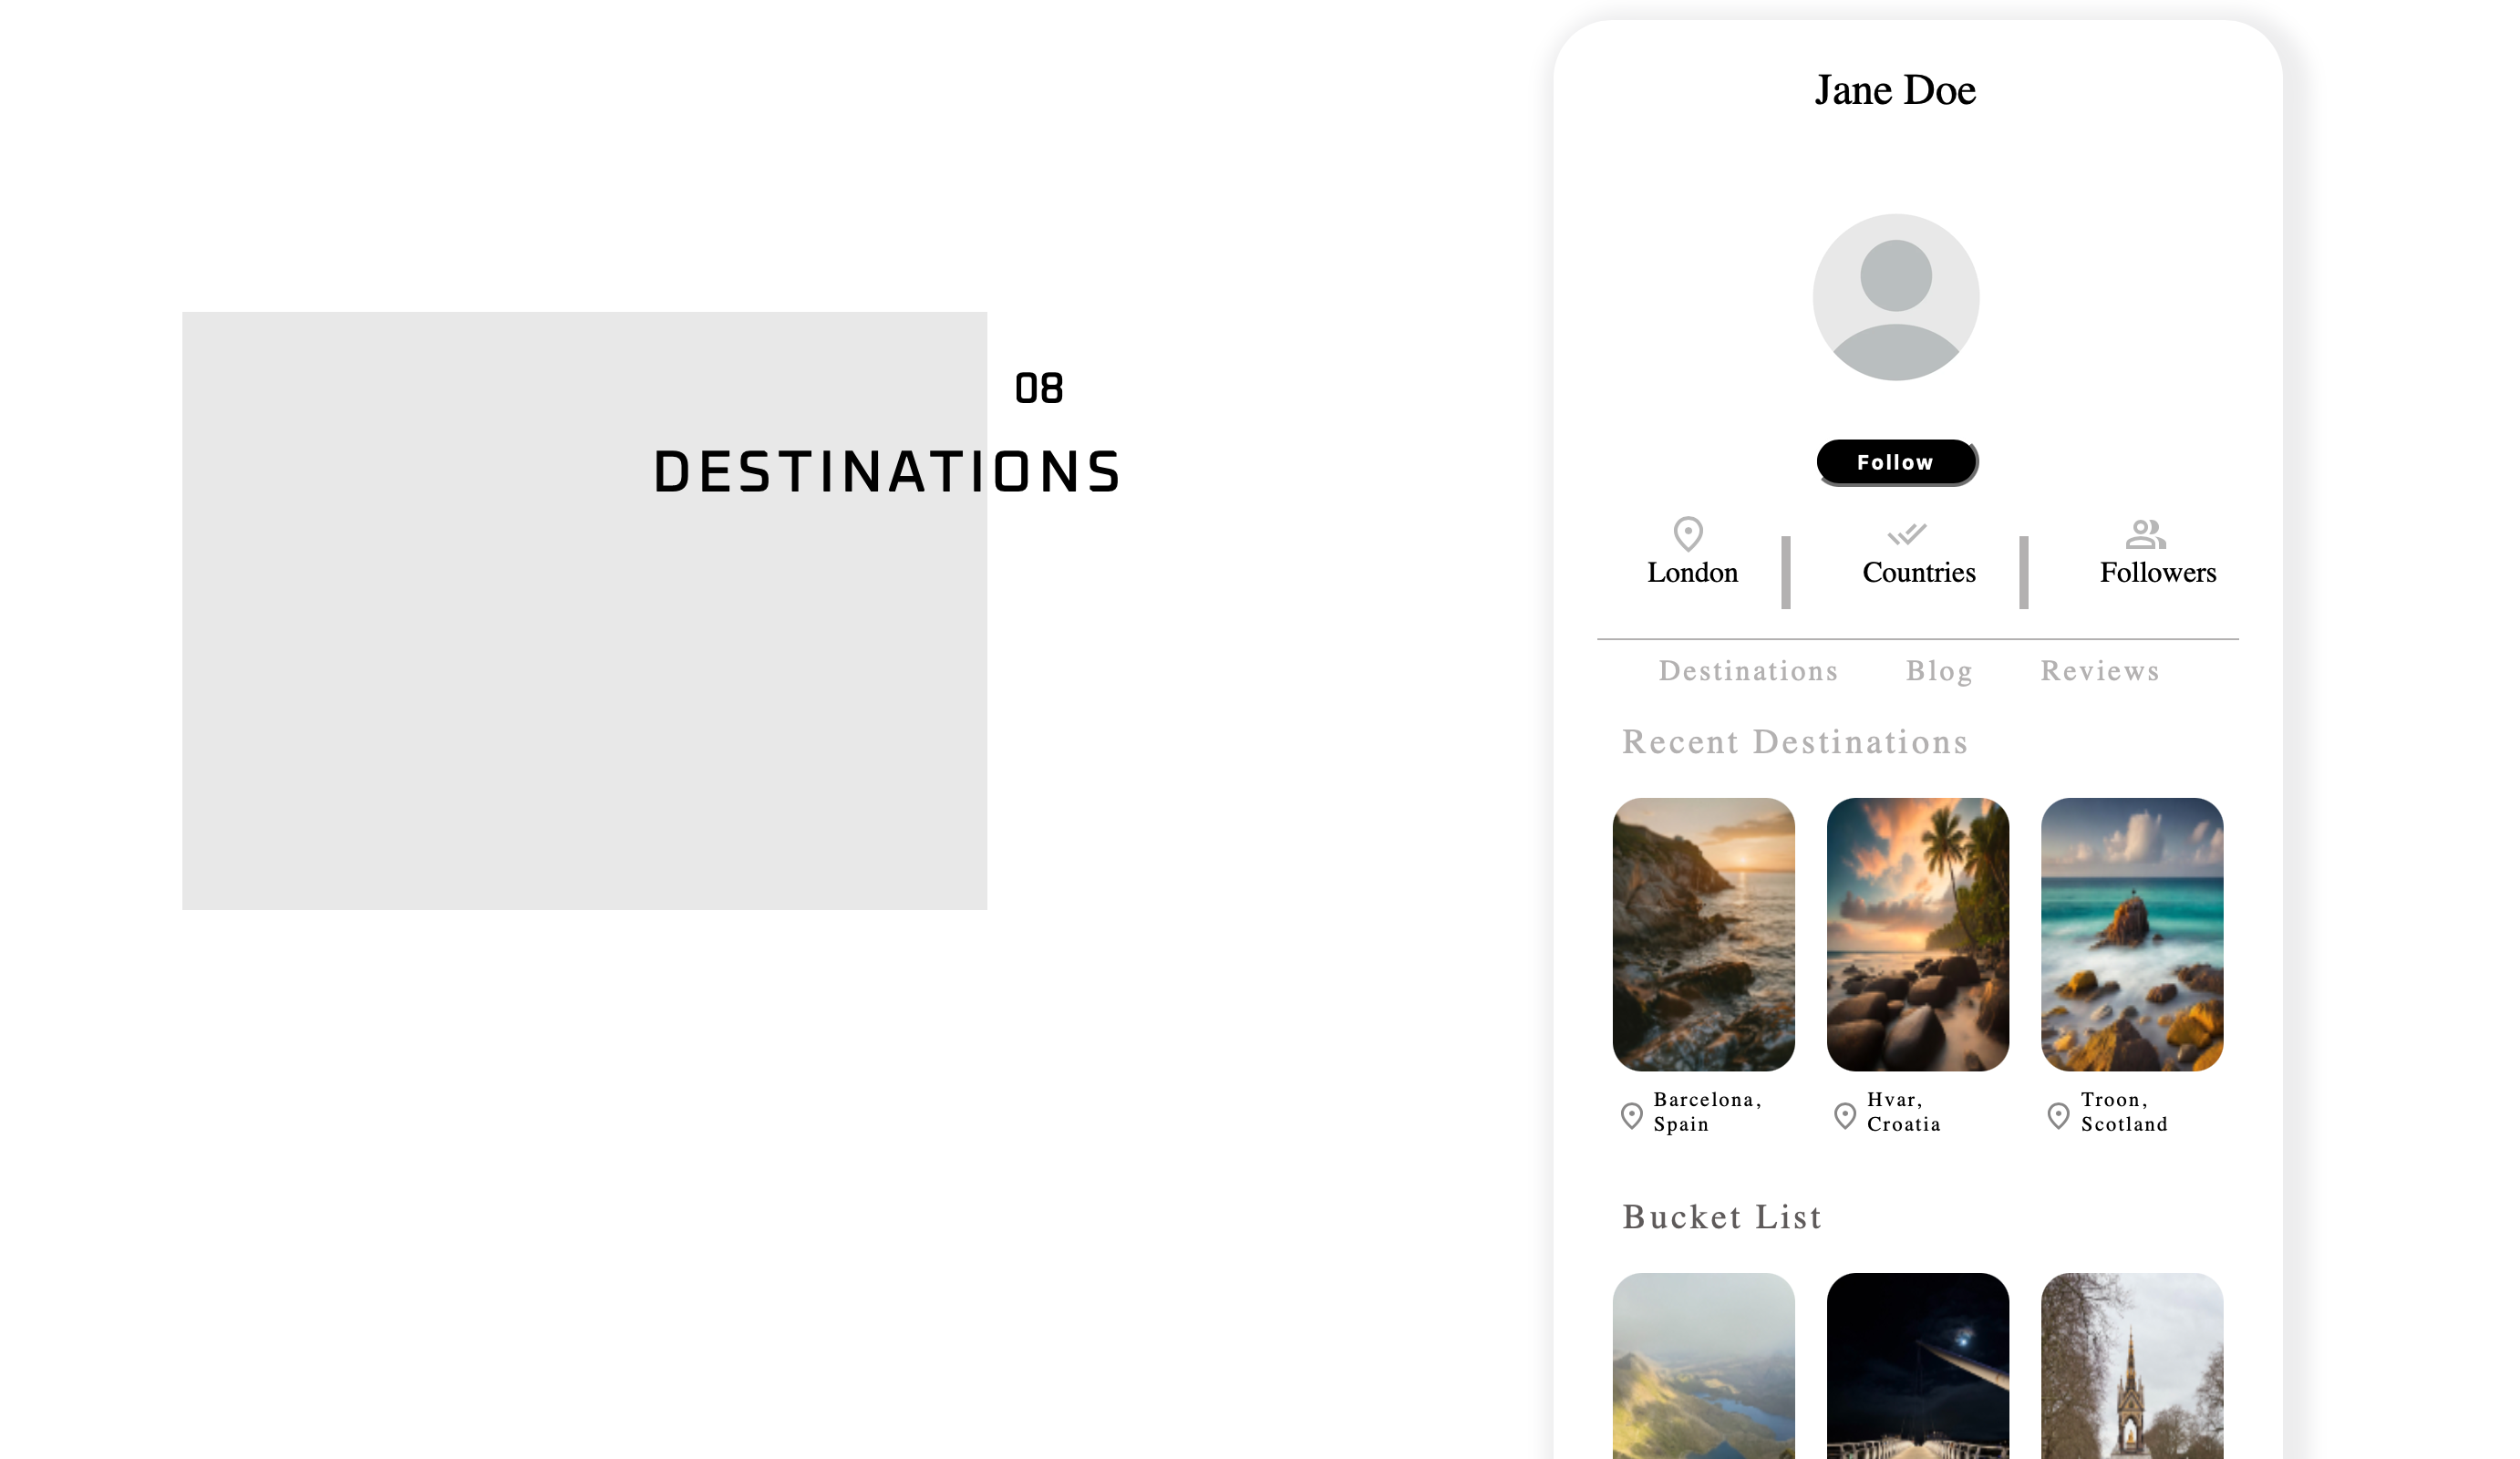 08
DESTINATIONS
Jane Doe
Follow
London
Countries
Followers
Destinations
Blog
Reviews
Recent Destinations
Barcelona,
Spain
Hvar,
Croatia
Troon,
Scotland
Bucket List